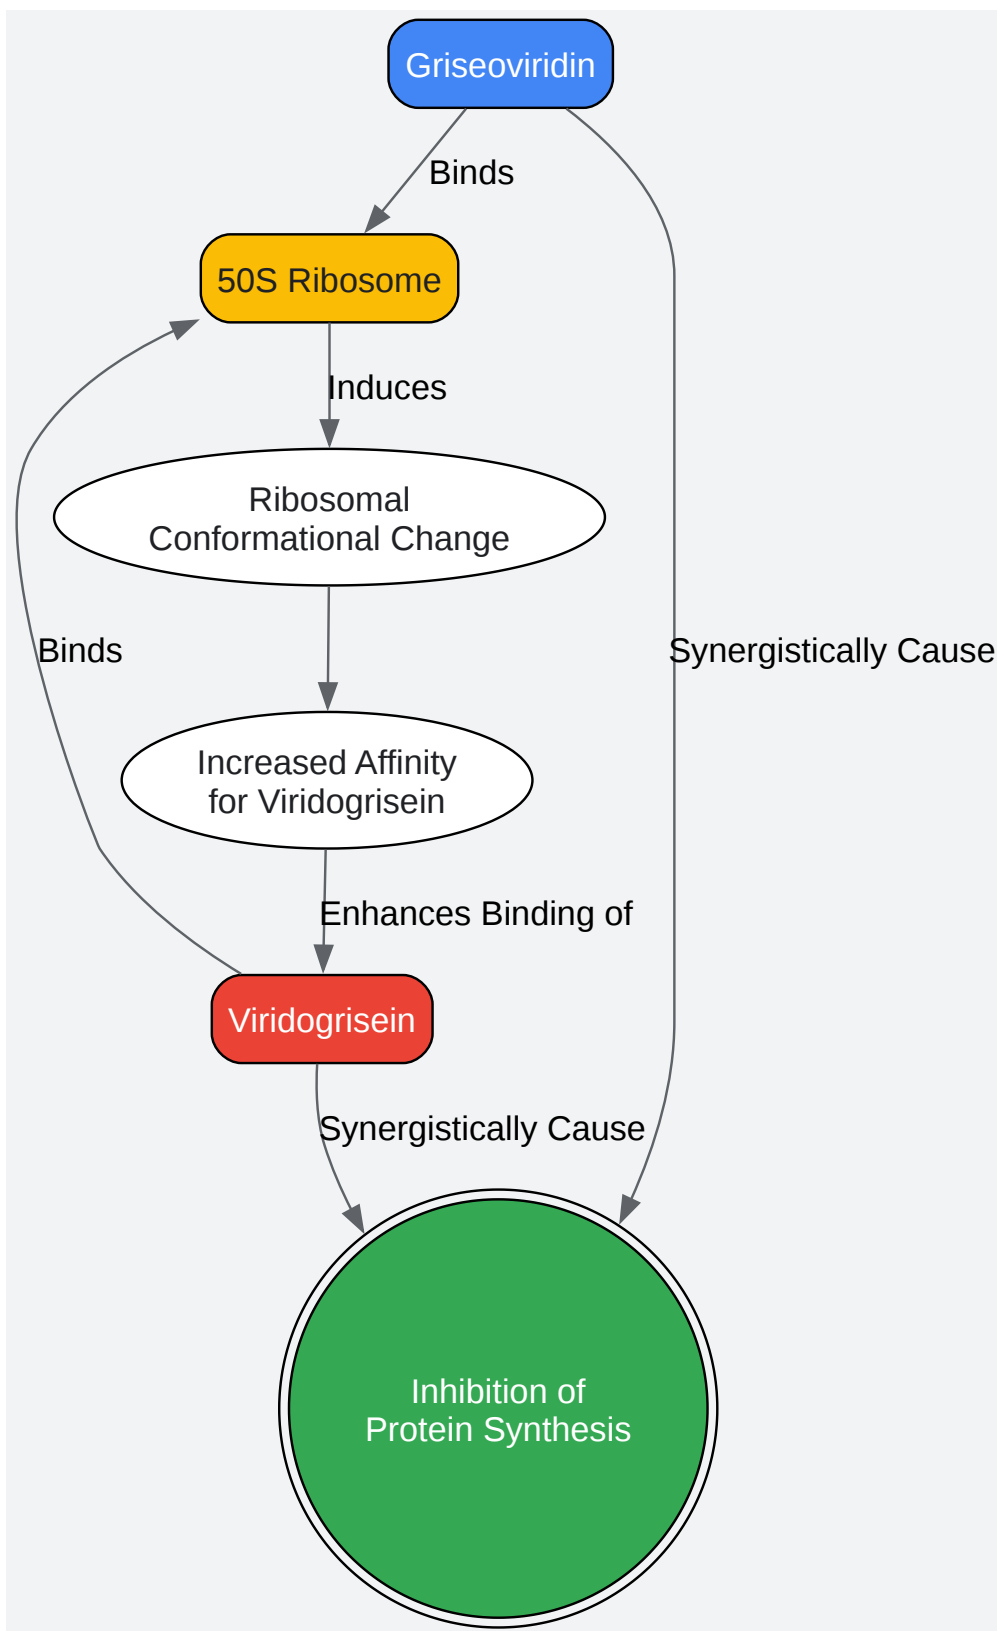 Griseoviridin
Binds
50S Ribosome
Induces
Ribosomal
Conformational Change
Binds
Synergistically Cause
Increased Affinity
for Viridogrisein
Enhances Binding of
Viridogrisein
Synergistically Cause
Inhibition of
Protein Synthesis